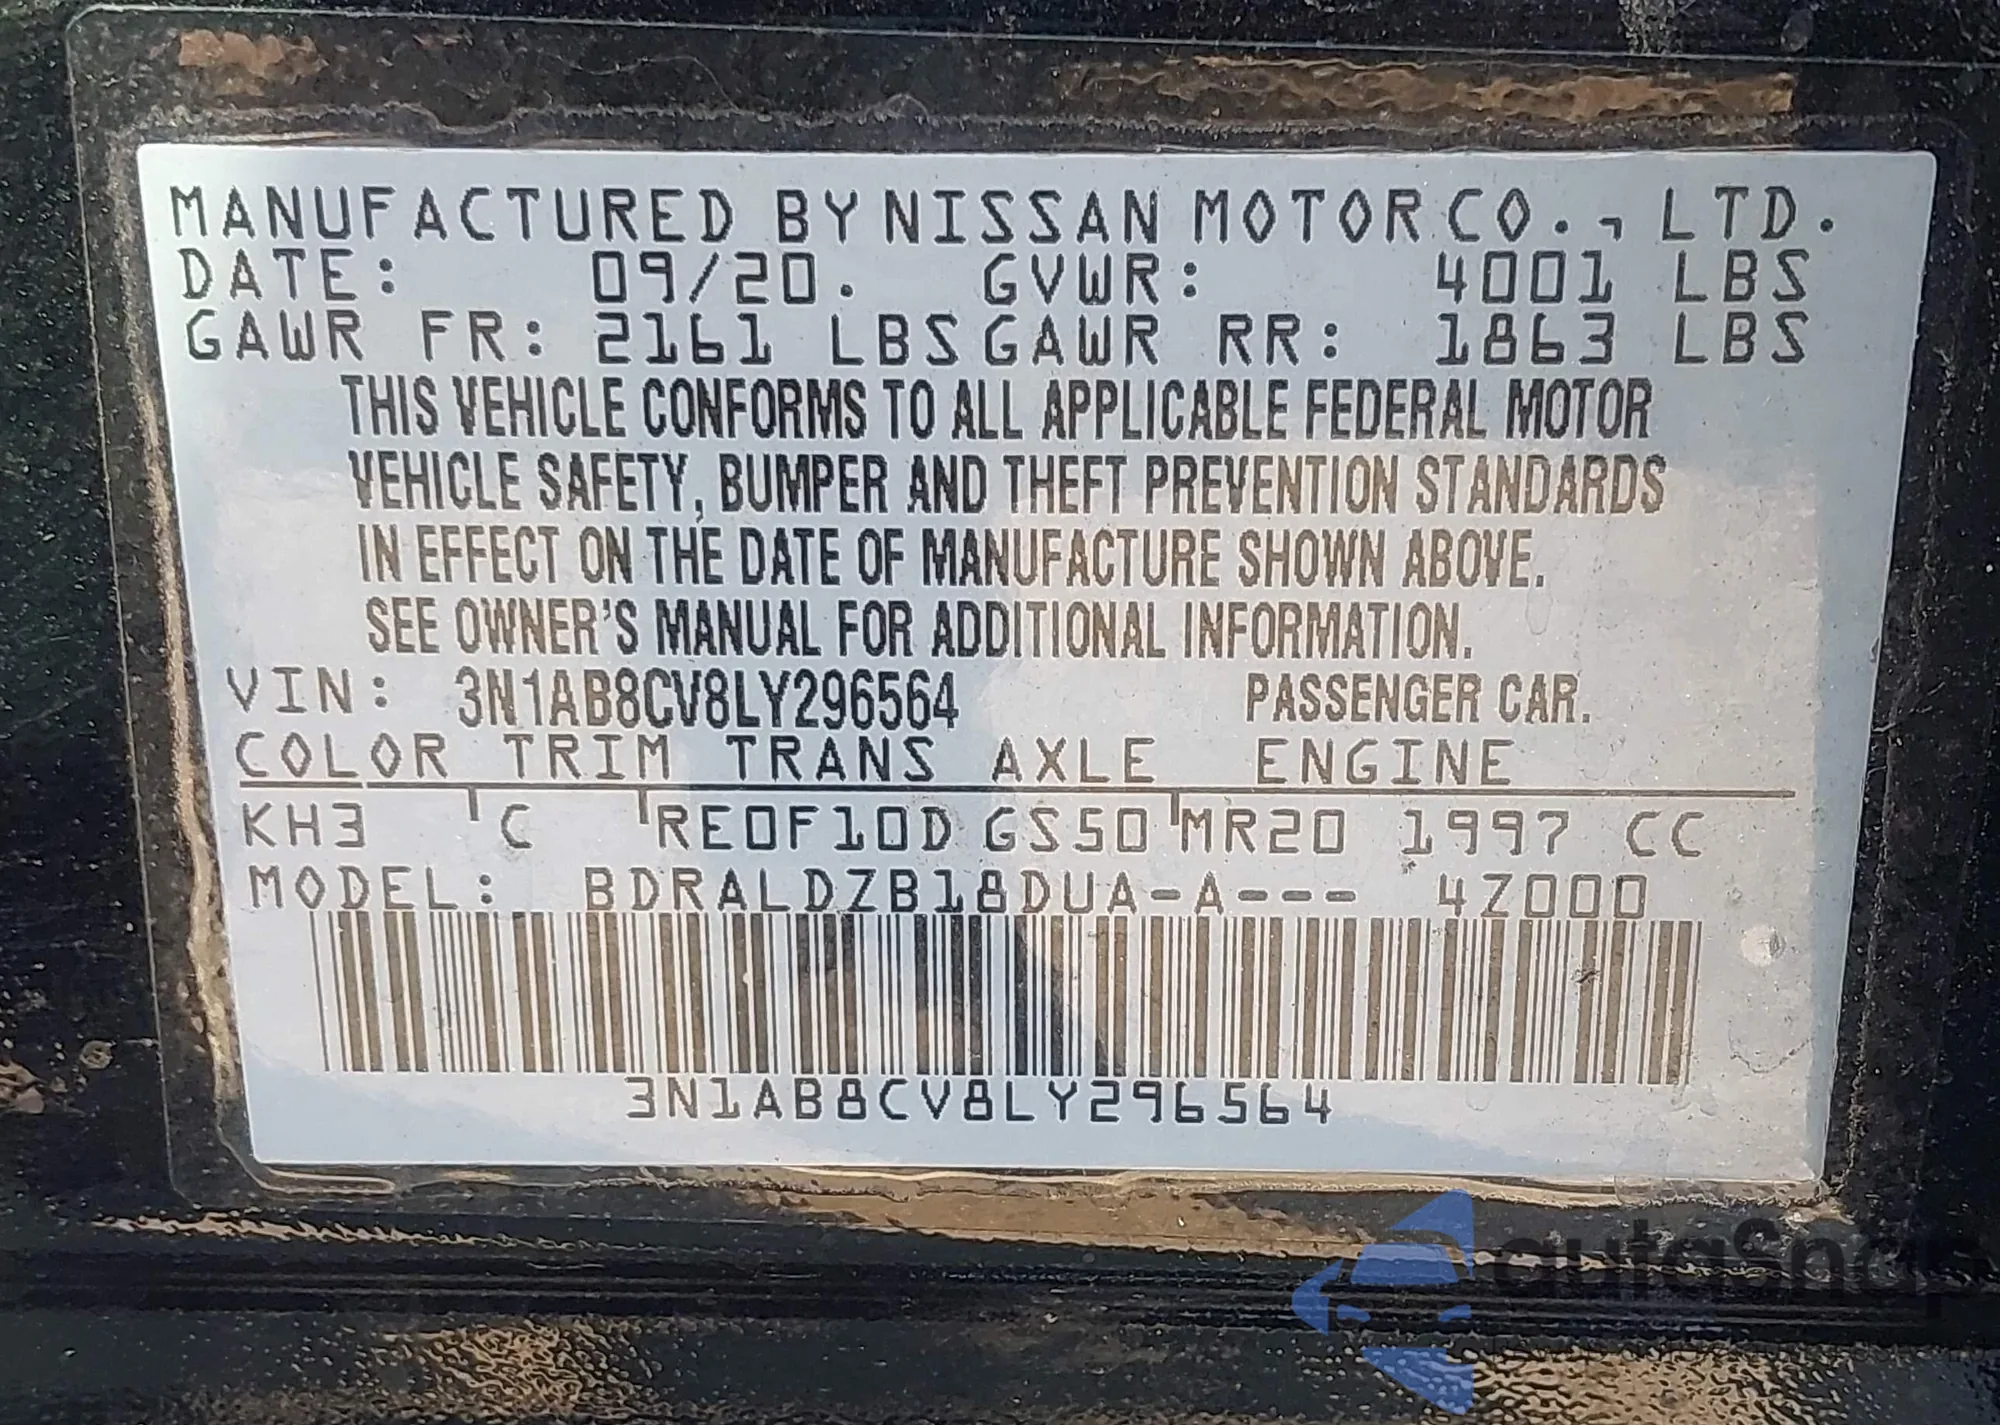 MANUFACTURED BY NISSAN MOTOR CO., LTD.
DATE: 09/20. GVWR: 4001 LBS
GAWR FR: 2161 LBS GAWR RR: 1863 LBS
THIS VEHICLE CONFORMS TO ALL APPLICABLE FEDERAL MOTOR
VEHICLE SAFETY, BUMPER AND THEFT PREVENTION STANDARDS
IN EFFECT ON THE DATE OF MANUFACTURE SHOWN ABOVE.
SEE OWNER'S MANUAL FOR ADDITIONAL INFORMATION.
VIN: 3N1AB8CV8LY296564 PASSENGER CAR.
COLOR TRIM TRANS AXLE ENGINE
KH3 C RE0F10D GS50 MR20 1997 CC
MODEL: BDRALDZB18DUA-A--- 4Z000
3N1AB8CV8LY296564
autoSnap